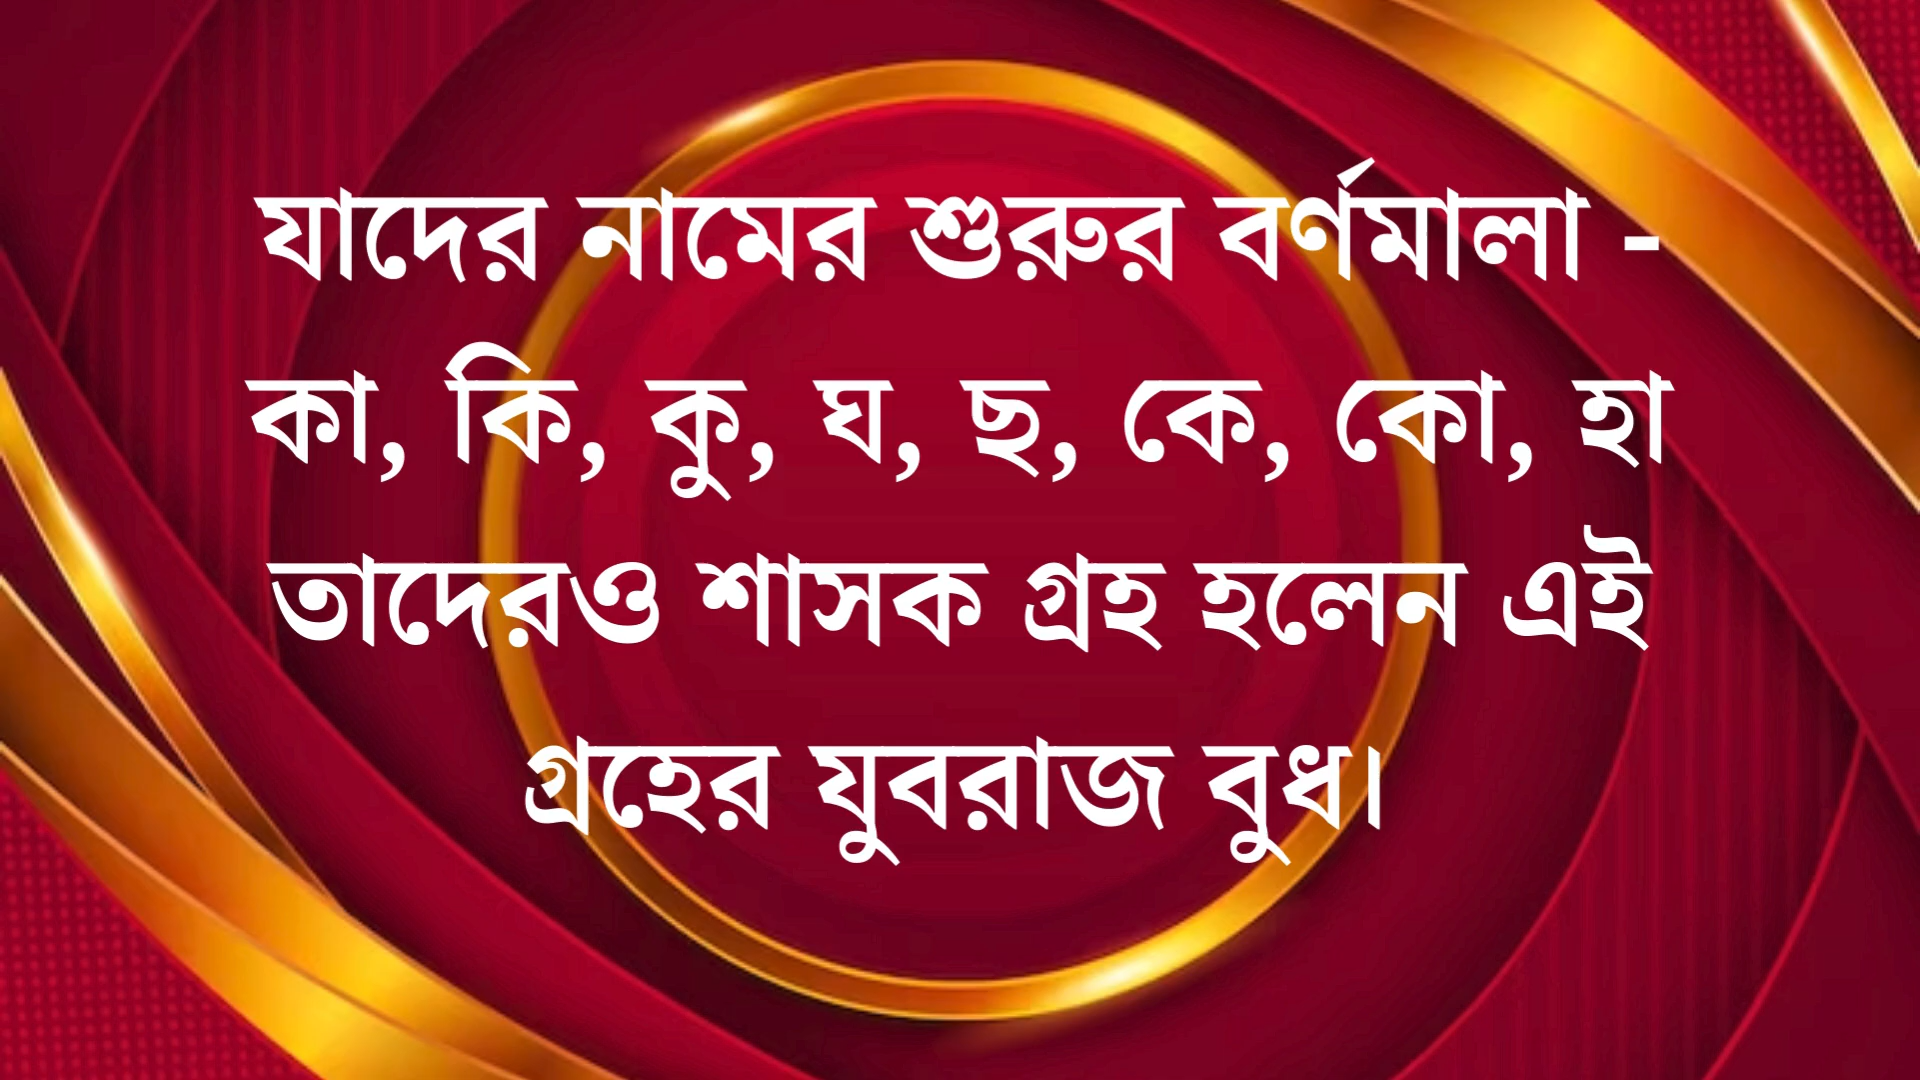 যাদের নামের শুরুর বর্ণমালা -
কা, কি, কু, ঘ, ছ, কে, কো, হা
তাদেরও শাসক গ্রহ হলেন এই
গ্রহের যুবরাজ বুধ।